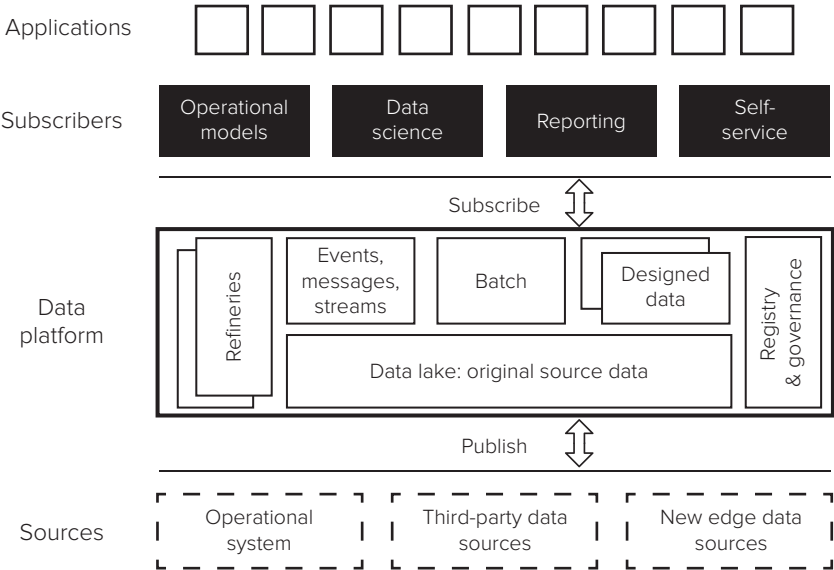 Applications
Subscribers
Operational
models
Data
science
Reporting
Self-
service
Subscribe
Data
platform
Refineries
Events,
messages,
streams
Batch
Designed
data
Registry
& governance
Data lake: original source data
Publish
Sources
Operational
system
Third-party data
sources
New edge data
sources